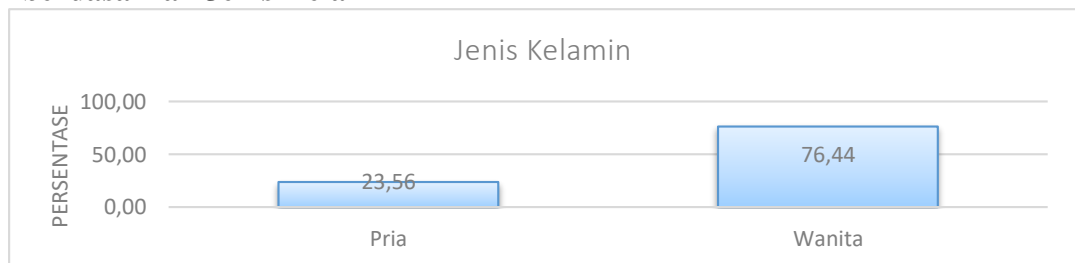 Jenis Kelamin
PERSENTASE
100,00
50,00
0,00
23,56
76,44
Pria
Wanita